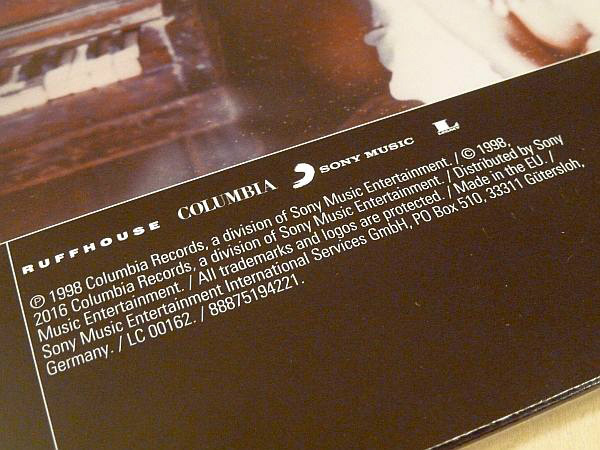 RUFFHOUSE COLUMBIA SONY MUSIC L
℗ 1998 Columbia Records, a division of Sony Music Entertainment. / © 1998,
2016 Columbia Records, a division of Sony Music Entertainment. / Distributed by Sony
Music Entertainment. / All trademarks and logos are protected. / Made in the EU. /
Sony Music Entertainment International Services GmbH, PO Box 510, 33311 Gütersloh,
Germany. / LC 00162. / 88875194221.